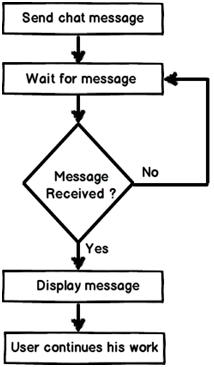 Send chat message
Wait for message
Message
Received ?
No
Yes
Display message
User continues his work